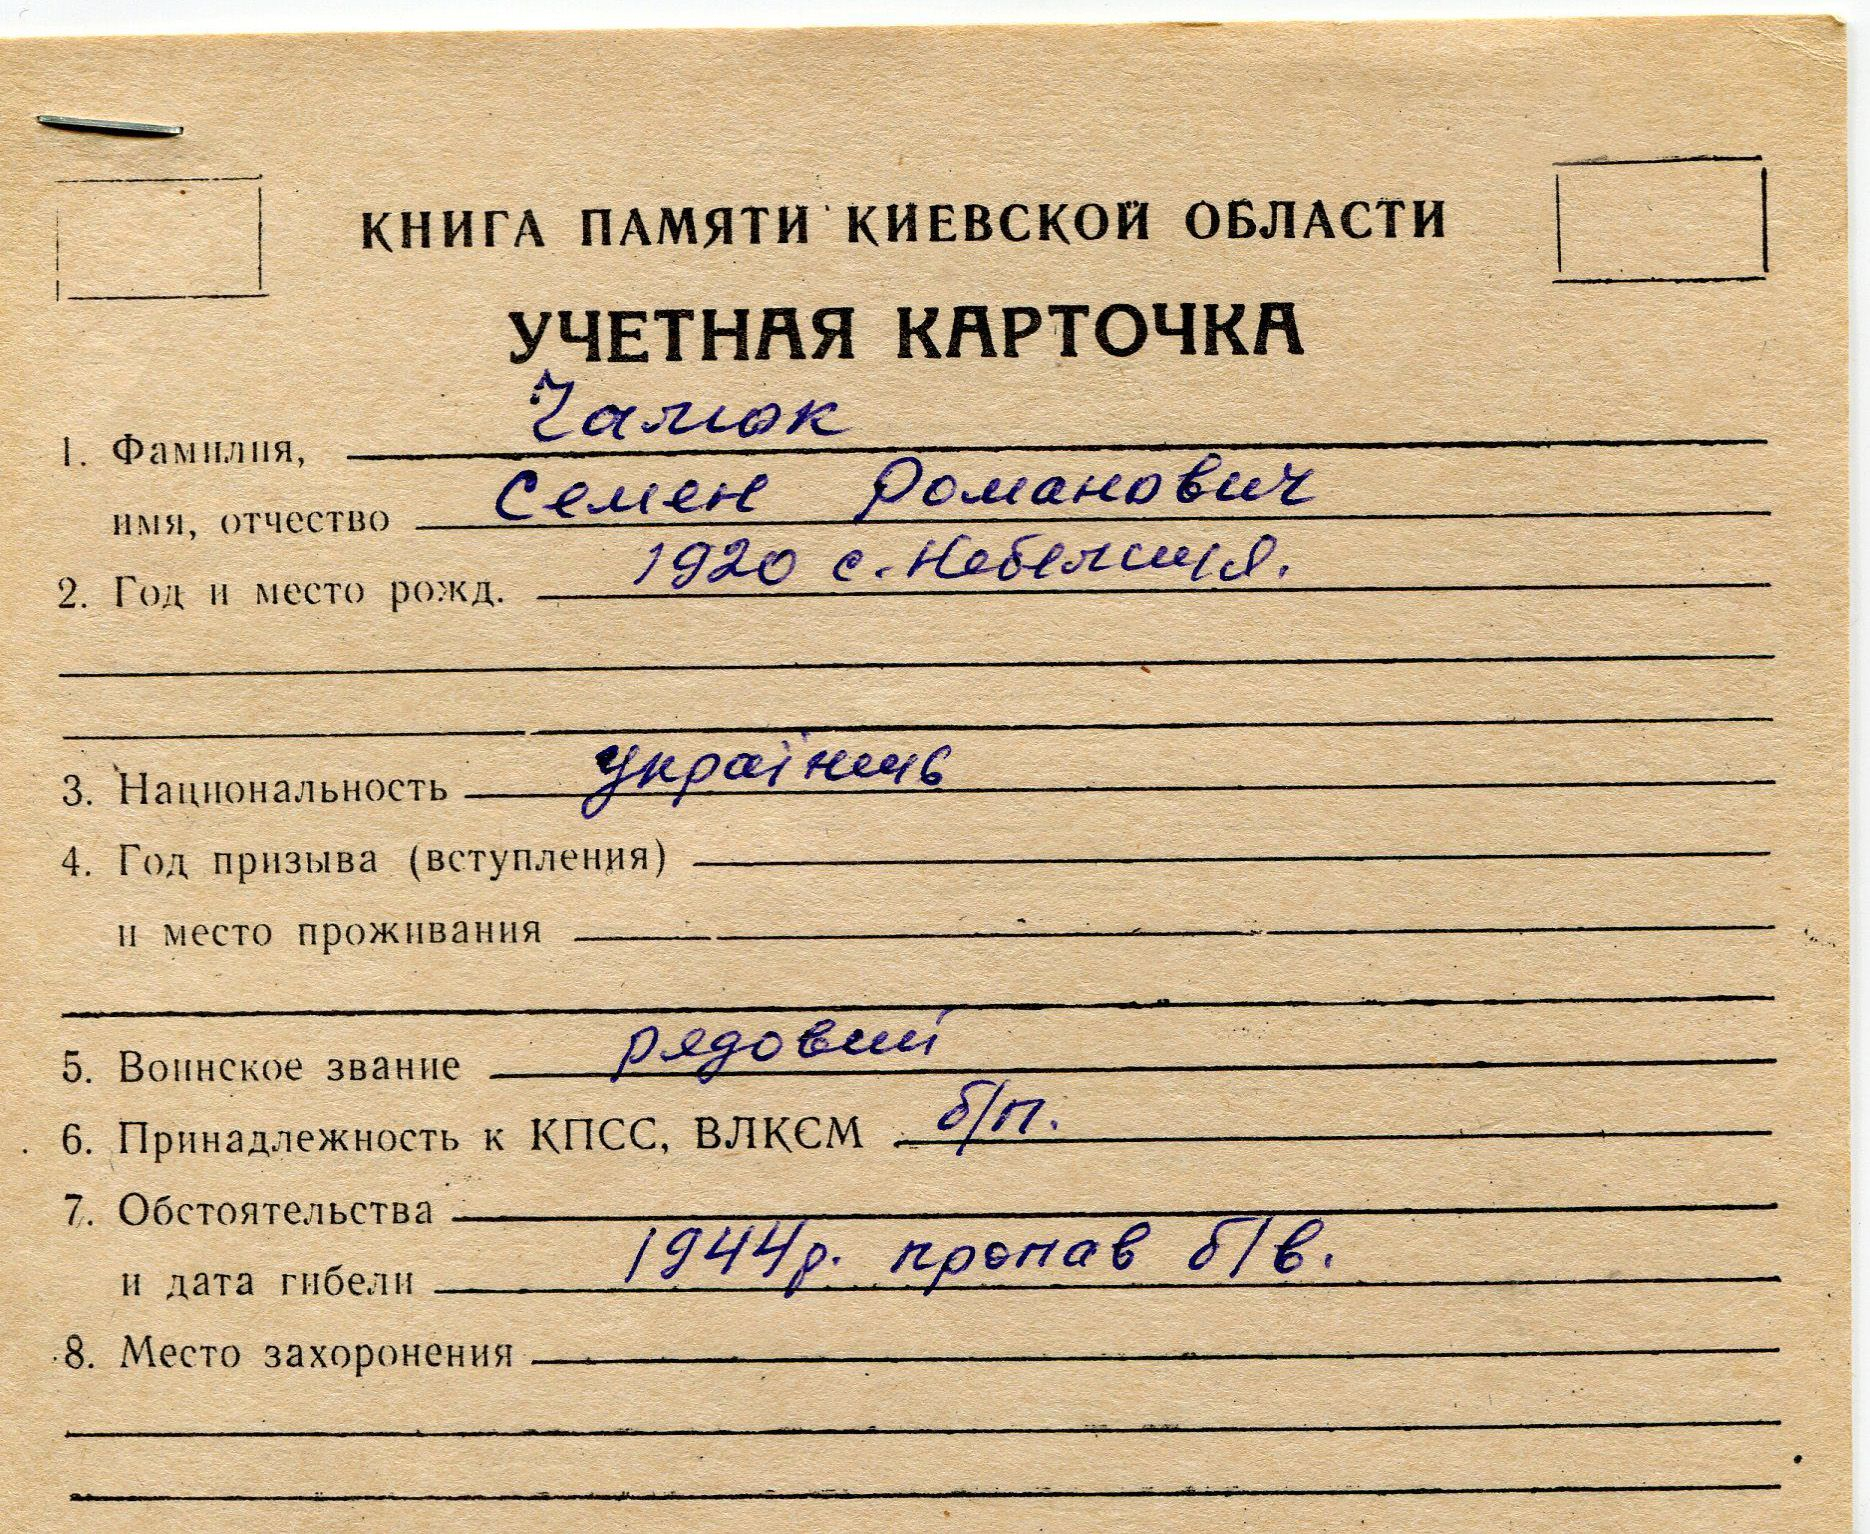 КНИГА ПАМЯТИ КИЕВСКОЙ ОБЛАСТИ
УЧЕТНАЯ КАРТОЧКА
1. Фамилия, Чалюк
имя, отчество Семен Романович
2. Год и место рожд. 1920 с. Небелиця.
3. Национальность українць
4. Год призыва (вступления)
и место проживания
5. Воинское звание рядовий
6. Принадлежность к КПСС, ВЛКСМ б/п.
7. Обстоятельства
и дата гибели 1944р. пропав б/в.
8. Место захоронения